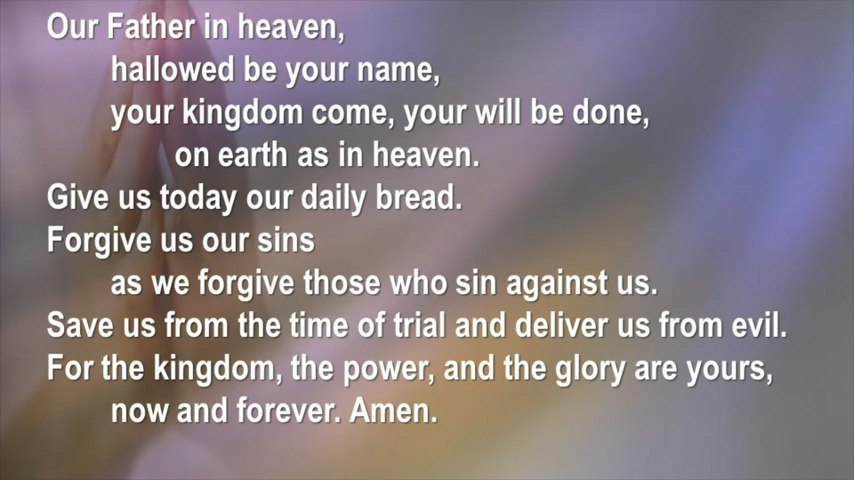 Our Father in heaven,
hallowed be your name,
your kingdom come, your will be done,
on earth as in heaven.
Give us today our daily bread.
Forgive us our sins
as we forgive those who sin against us.
Save us from the time of trial and deliver us from evil.
For the kingdom, the power, and the glory are yours,
now and forever. Amen.